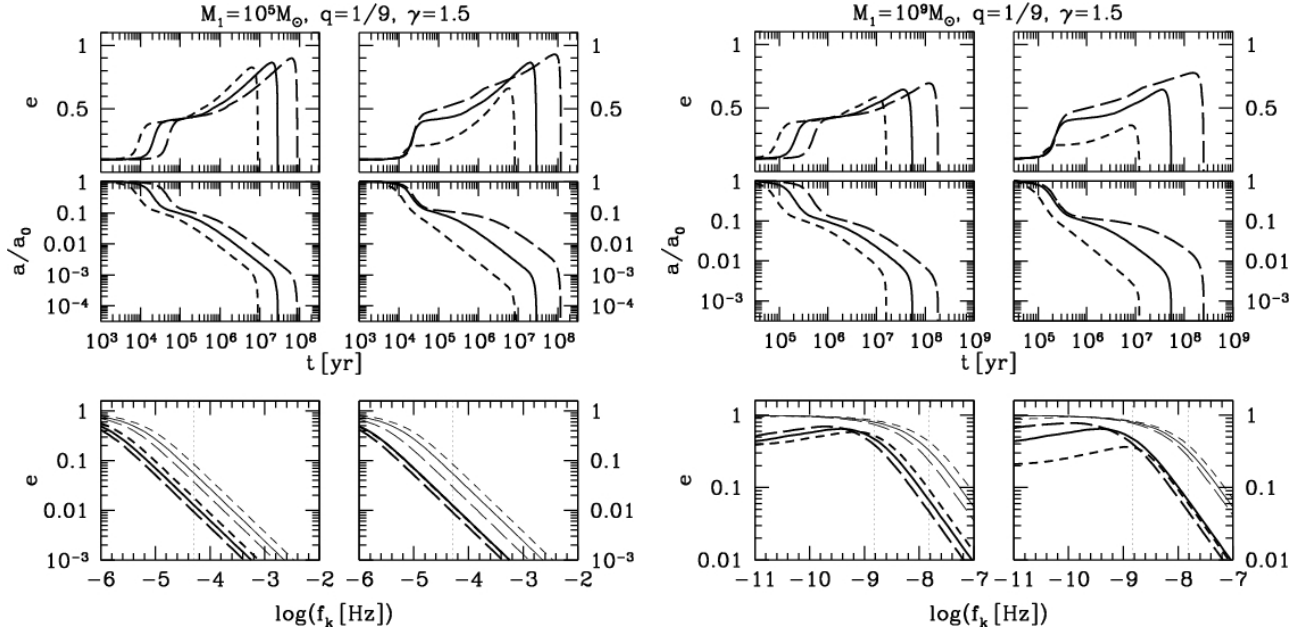 M₁=10⁵M☉, q=1/9, γ=1.5
e
1
0.5
1
0.5
a/a₀
1
0.1
0.01
10⁻³
10⁻⁴
1
0.1
0.01
10⁻³
10⁻⁴
10³ 10⁴ 10⁵ 10⁶ 10⁷ 10⁸
10³ 10⁴ 10⁵ 10⁶ 10⁷ 10⁸
t [yr]
e
1
0.1
0.01
10⁻³
1
0.1
0.01
10⁻³
−6 −5 −4 −3 −2
−6 −5 −4 −3 −2
log(fₖ [Hz])
M₁=10⁹M☉, q=1/9, γ=1.5
e
1
0.5
1
0.5
a/a₀
1
0.1
0.01
10⁻³
1
0.1
0.01
10⁻³
10⁵ 10⁶ 10⁷ 10⁸ 10⁹
10⁵ 10⁶ 10⁷ 10⁸ 10⁹
t [yr]
e
1
0.1
0.01
1
0.1
0.01
−11 −10 −9 −8 −7
−11 −10 −9 −8 −7
log(fₖ [Hz])
log(fₖ [Hz])